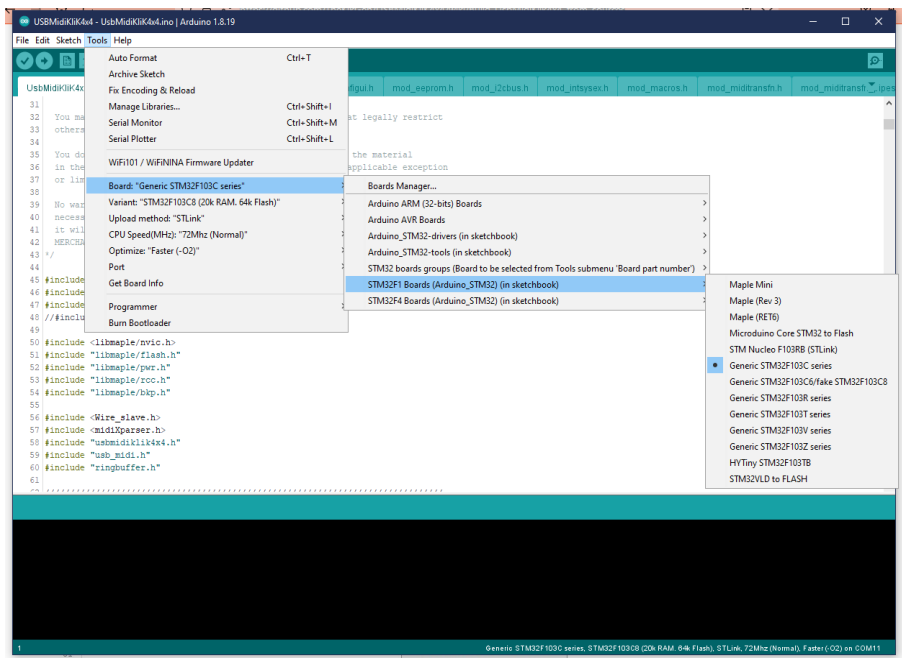 USBMidiKliK4x4 - UsbMidiKliK4x4.ino | Arduino 1.8.19
File Edit Sketch Tools Help
UsbMidiKliK4x
figui.h mod_eeprom.h mod_i2cbus.h mod_intsysex.h mod_macros.h mod_miditransfn.h mod_miditransfr
Auto Format Ctrl+T
Archive Sketch
Fix Encoding & Reload
Manage Libraries... Ctrl+Shift+I
Serial Monitor Ctrl+Shift+M
Serial Plotter Ctrl+Shift+L
WiFi101 / WiFiNINA Firmware Updater
Board: "Generic STM32F103C series"
Variant: "STM32F103C8 (20k RAM. 64k Flash)"
Upload method: "STLink"
CPU Speed(MHz): "72Mhz (Normal)"
Optimize: "Faster (-O2)"
Port
Get Board Info
Programmer
Burn Bootloader
Boards Manager...
Arduino ARM (32-bits) Boards
Arduino AVR Boards
Arduino_STM32-drivers (in sketchbook)
Arduino_STM32-tools (in sketchbook)
STM32 boards groups (Board to be selected from Tools submenu 'Board part number')
STM32F1 Boards (Arduino_STM32) (in sketchbook)
STM32F4 Boards (Arduino_STM32) (in sketchbook)
Maple Mini
Maple (Rev 3)
Maple (RET6)
Microduino Core STM32 to Flash
STM Nucleo F103RB (STLink)
Generic STM32F103C series
Generic STM32F103C6/fake STM32F103C8
Generic STM32F103R series
Generic STM32F103T series
Generic STM32F103V series
Generic STM32F103Z series
HYTiny STM32F103TB
STM32VLD to FLASH
31
32 You ma at legally restrict
33 others
34
35 You do the material
36 in the applicable exception
37 or lim
38
39 No war
40 necess
41 it wil
42 MERCHA
43 */
44
45 #include
46 #include
47 #include
48 //#inclu
49
50 #include <libmaple/nvic.h>
51 #include "libmaple/flash.h"
52 #include "libmaple/pwr.h"
53 #include "libmaple/rcc.h"
54 #include "libmaple/bkp.h"
55
56 #include <Wire_slave.h>
57 #include <midiXparser.h>
58 #include "usbmidiklik4x4.h"
59 #include "usb_midi.h"
60 #include "ringbuffer.h"
61
1 Generic STM32F103C series, STM32F103C8 (20k RAM. 64k Flash), STLink, 72Mhz (Normal), Faster (-O2) on COM11